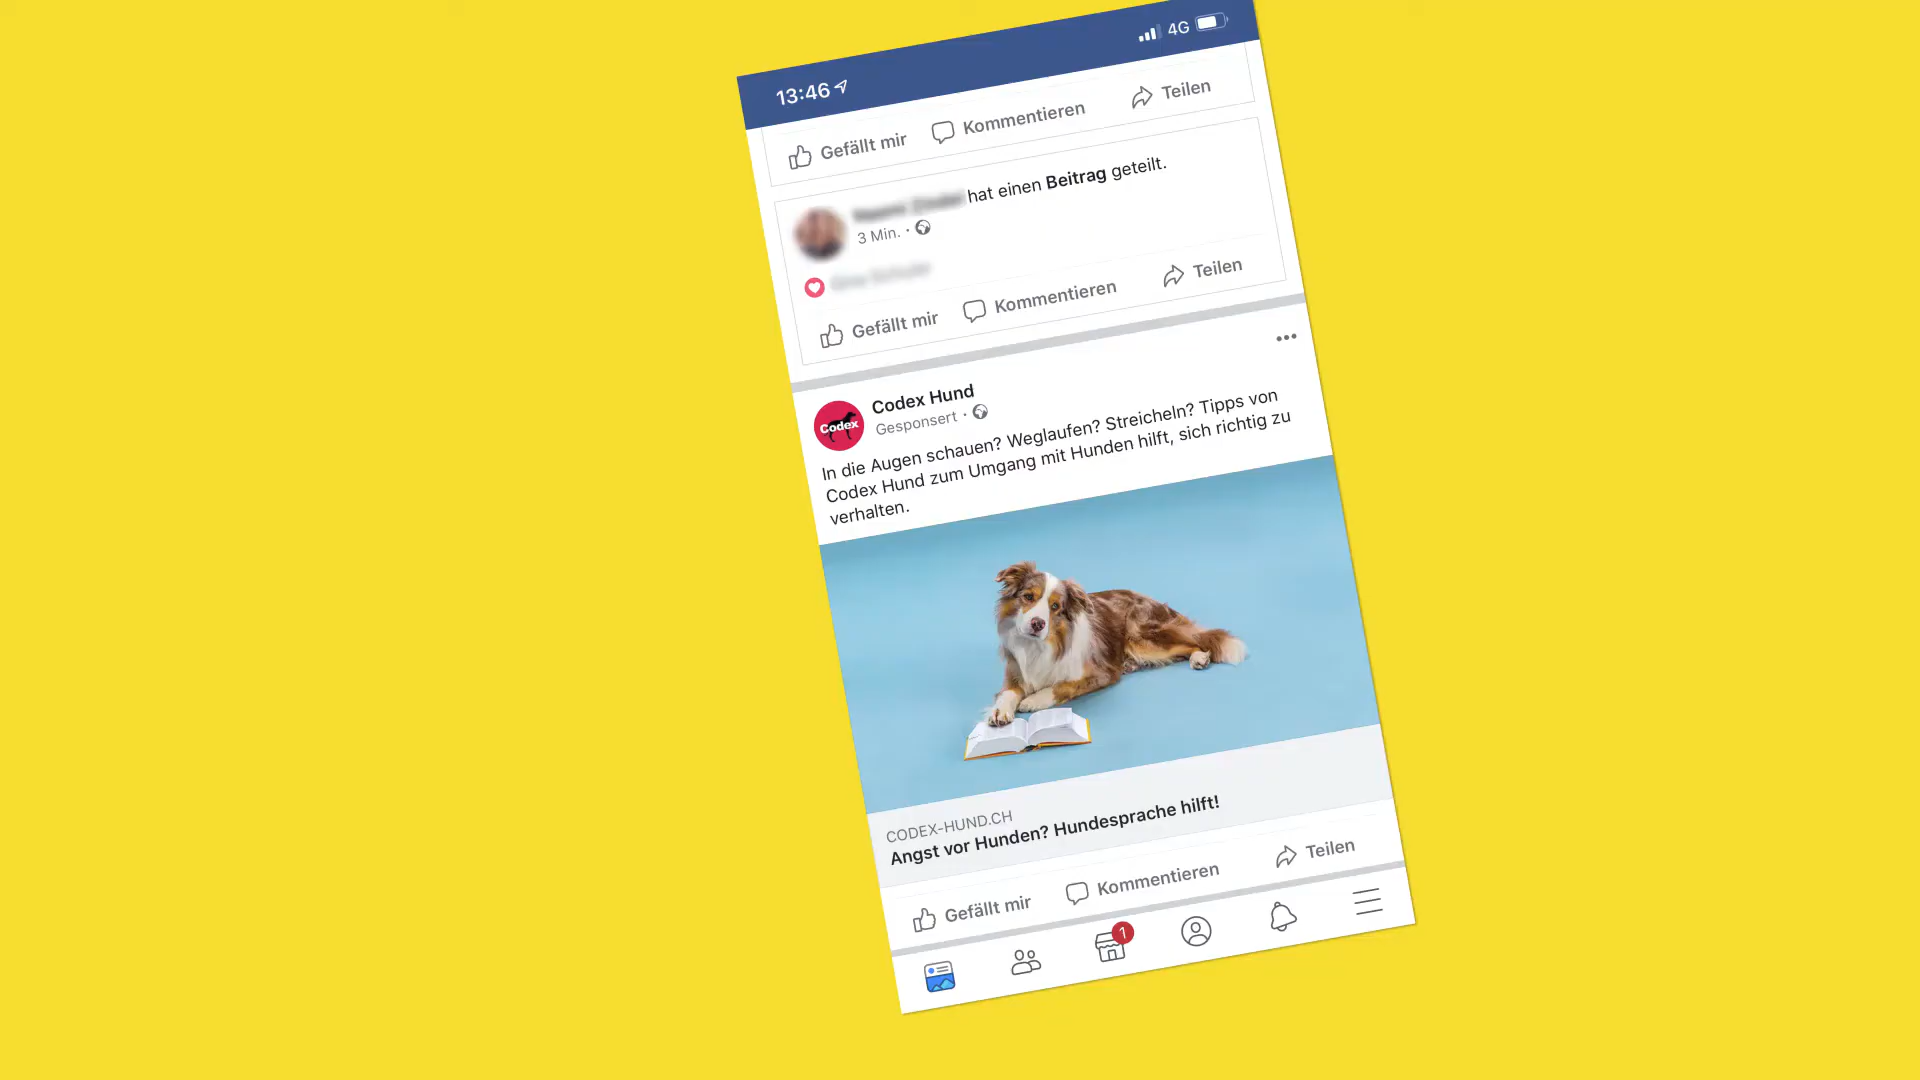 13:46
4G
Gefällt mir
Kommentieren
Teilen
hat einen Beitrag geteilt.
3 Min. ·
Gefällt mir
Kommentieren
Teilen
Codex
Codex Hund
Gesponsert ·
In die Augen schauen? Weglaufen? Streicheln? Tipps von
Codex Hund zum Umgang mit Hunden hilft, sich richtig zu
verhalten.
CODEX-HUND.CH
Angst vor Hunden? Hundesprache hilft!
Gefällt mir
Kommentieren
Teilen
1